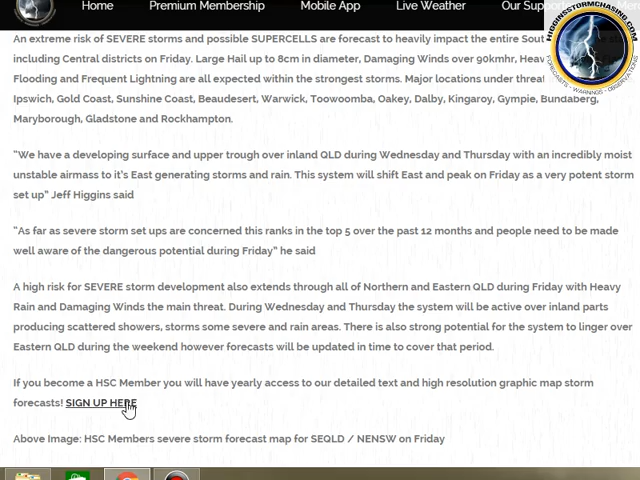 Home Premium Membership Mobile App Live Weather Our Suppo
HIGGINSSTORMCHASING.COM
FORECASTS - WARNINGS - OBSERVATIONS
An extreme risk of SEVERE storms and possible SUPERCELLS are forecast to heavily impact the entire Sout
including Central districts on Friday. Large Hail up to 8cm in diameter, Damaging Winds over 90kmhr, Heav
Flooding and Frequent Lightning are all expected within the strongest storms. Major locations under threat
Ipswich, Gold Coast, Sunshine Coast, Beaudesert, Warwick, Toowoomba, Oakey, Dalby, Kingaroy, Gympie, Bundaberg,
Maryborough, Gladstone and Rockhampton.
"We have a developing surface and upper trough over inland QLD during Wednesday and Thursday with an incredibly moist
unstable airmass to it's East generating storms and rain. This system will shift East and peak on Friday as a very potent storm
set up" Jeff Higgins said
"As far as severe storm set ups are concerned this ranks in the top 5 over the past 12 months and people need to be made
well aware of the dangerous potential during Friday" he said
A high risk for SEVERE storm development also extends through all of Northern and Eastern QLD during Friday with Heavy
Rain and Damaging Winds the main threat. During Wednesday and Thursday the system will be active over inland parts
producing scattered showers, storms some severe and rain areas. There is also strong potential for the system to linger over
Eastern QLD during the weekend however forecasts will be updated in time to cover that period.
If you become a HSC Member you will have yearly access to our detailed text and high resolution graphic map storm
forecasts! SIGN UP HERE
Above Image: HSC Members severe storm forecast map for SEQLD / NENSW on Friday